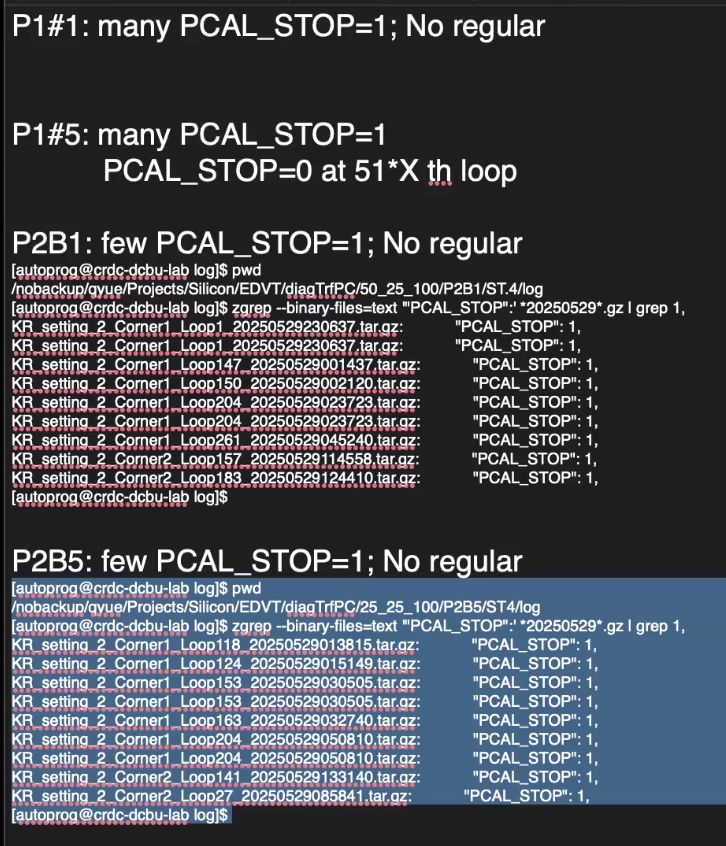 P1#1: many PCAL_STOP=1; No regular
P1#5: many PCAL_STOP=1
PCAL_STOP=0 at 51*X th loop
P2B1: few PCAL_STOP=1; No regular
[autoprog@crdc-dcbu-lab log]$ pwd
/nobackup/qyue/Projects/Silicon/EDVT/diagTrfPC/50_25_100/P2B1/ST.4/log
[autoprog@crdc-dcbu-lab log]$ zgrep --binary-files=text '"PCAL_STOP":' *20250529*.gz | grep 1,
KR_setting_2_Corner1_Loop1_20250529230637.tar.gz: "PCAL_STOP": 1,
KR_setting_2_Corner1_Loop1_20250529230637.tar.gz: "PCAL_STOP": 1,
KR_setting_2_Corner1_Loop147_20250529001437.tar.gz: "PCAL_STOP": 1,
KR_setting_2_Corner1_Loop150_20250529002120.tar.gz: "PCAL_STOP": 1,
KR_setting_2_Corner1_Loop204_20250529023723.tar.gz: "PCAL_STOP": 1,
KR_setting_2_Corner1_Loop204_20250529023723.tar.gz: "PCAL_STOP": 1,
KR_setting_2_Corner1_Loop261_20250529045240.tar.gz: "PCAL_STOP": 1,
KR_setting_2_Corner2_Loop157_20250529114558.tar.gz: "PCAL_STOP": 1,
KR_setting_2_Corner2_Loop183_20250529124410.tar.gz: "PCAL_STOP": 1,
[autoprog@crdc-dcbu-lab log]$
P2B5: few PCAL_STOP=1; No regular
[autoprog@crdc-dcbu-lab log]$ pwd
/nobackup/qyue/Projects/Silicon/EDVT/diagTrfPC/25_25_100/P2B5/ST4/log
[autoprog@crdc-dcbu-lab log]$ zgrep --binary-files=text '"PCAL_STOP":' *20250529*.gz | grep 1,
KR_setting_2_Corner1_Loop118_20250529013815.tar.gz: "PCAL_STOP": 1,
KR_setting_2_Corner1_Loop124_20250529015149.tar.gz: "PCAL_STOP": 1,
KR_setting_2_Corner1_Loop153_20250529030505.tar.gz: "PCAL_STOP": 1,
KR_setting_2_Corner1_Loop153_20250529030505.tar.gz: "PCAL_STOP": 1,
KR_setting_2_Corner1_Loop163_20250529032740.tar.gz: "PCAL_STOP": 1,
KR_setting_2_Corner1_Loop204_20250529050810.tar.gz: "PCAL_STOP": 1,
KR_setting_2_Corner1_Loop204_20250529050810.tar.gz: "PCAL_STOP": 1,
KR_setting_2_Corner2_Loop141_20250529133140.tar.gz: "PCAL_STOP": 1,
KR_setting_2_Corner2_Loop27_20250529085841.tar.gz: "PCAL_STOP": 1,
[autoprog@crdc-dcbu-lab log]$